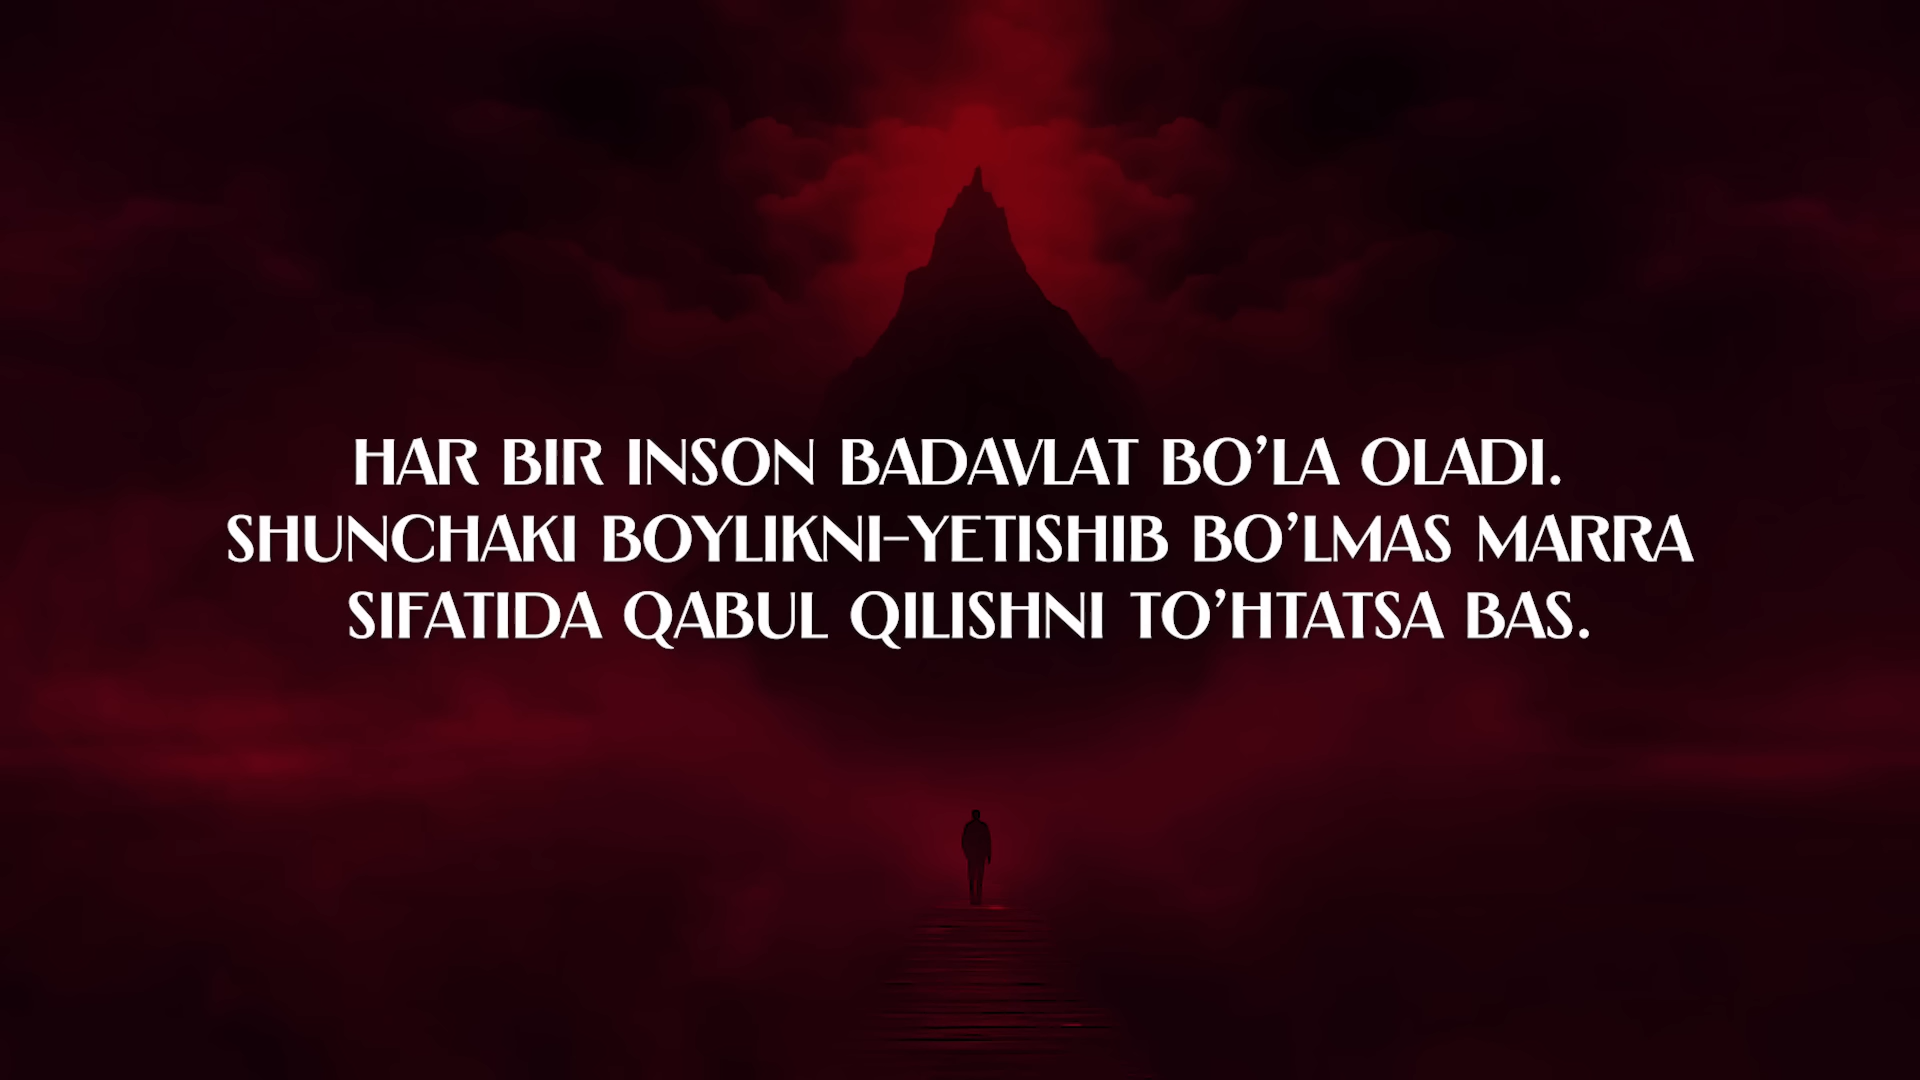 HAR BIR INSON BADAVLAT BO’LA OLADI.
SHUNCHAKI BOYLIKNI-YETISHIB BO’LMAS MARRA
SIFATIDA QABUL QILISHNI TO’HTATSA BAS.